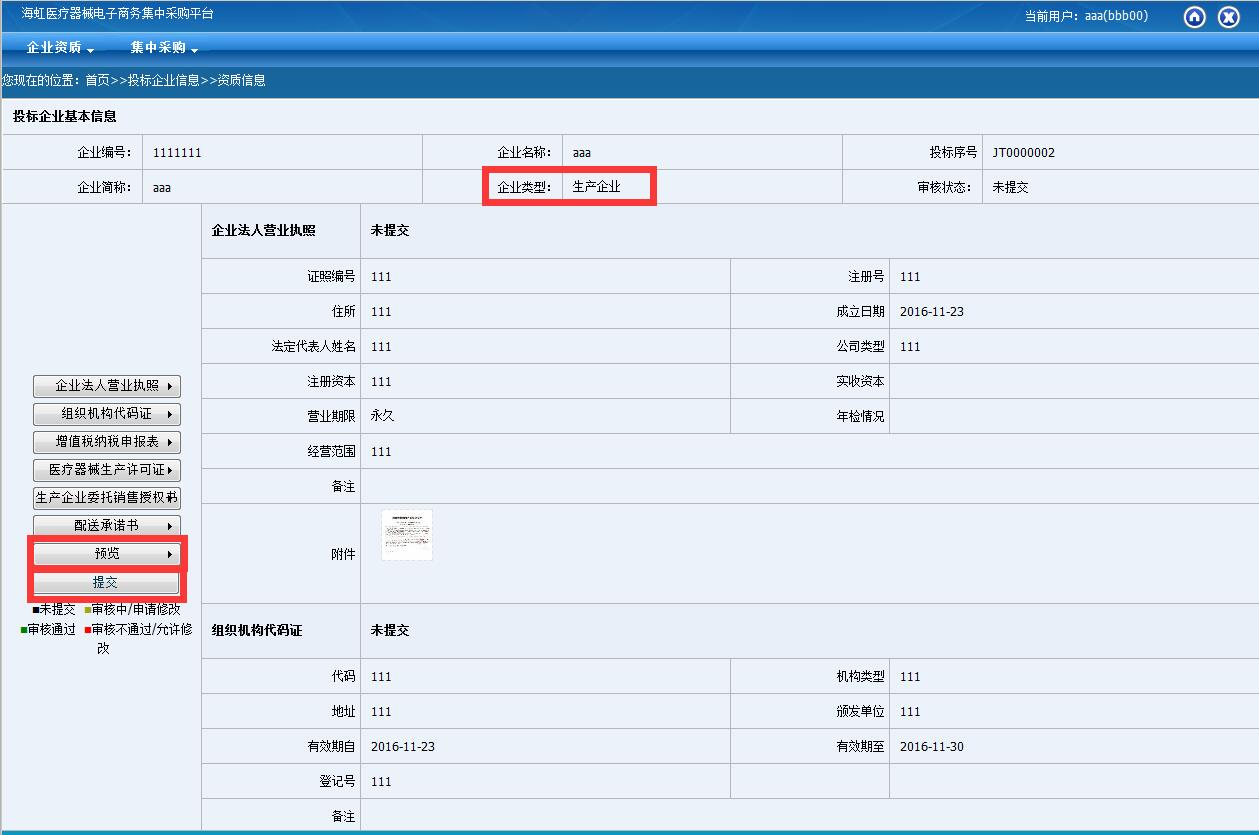 海虹医疗器械电子商务集中采购平台 当前用户：aaa(bbb00)
企业资质 集中采购
您现在的位置：首页>>投标企业信息>>资质信息
投标企业基本信息
企业编号： 1111111 企业名称： aaa 投标序号 JT0000002
企业简称： aaa 企业类型： 生产企业 审核状态： 未提交
企业法人营业执照 未提交
证照编号 111 注册号 111
住所 111 成立日期 2016-11-23
法定代表人姓名 111 公司类型 111
注册资本 111 实收资本
营业期限 永久 年检情况
经营范围 111
备注
附件
组织机构代码证 未提交
代码 111 机构类型 111
地址 111 颁发单位 111
有效期自 2016-11-23 有效期至 2016-11-30
登记号 111
备注
企业法人营业执照
组织机构代码证
增值税纳税申报表
医疗器械生产许可证
生产企业委托销售授权书
配送承诺书
预览
提交
■未提交 ■审核中/申请修改
■审核通过 ■审核不通过/允许修
改